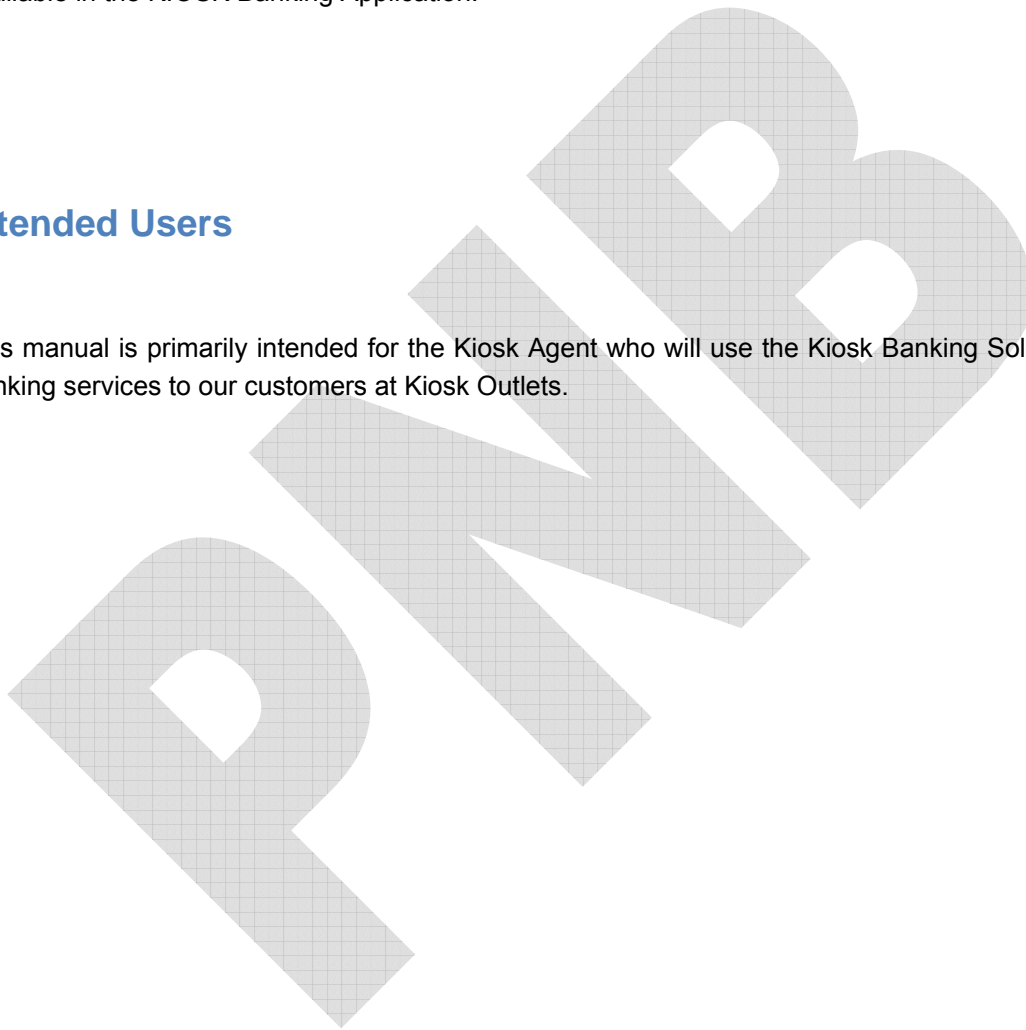 tended Users
s manual is primarily intended for the Kiosk Agent who will use the Kiosk Banking Sol
nking services to our customers at Kiosk Outlets.
PNB